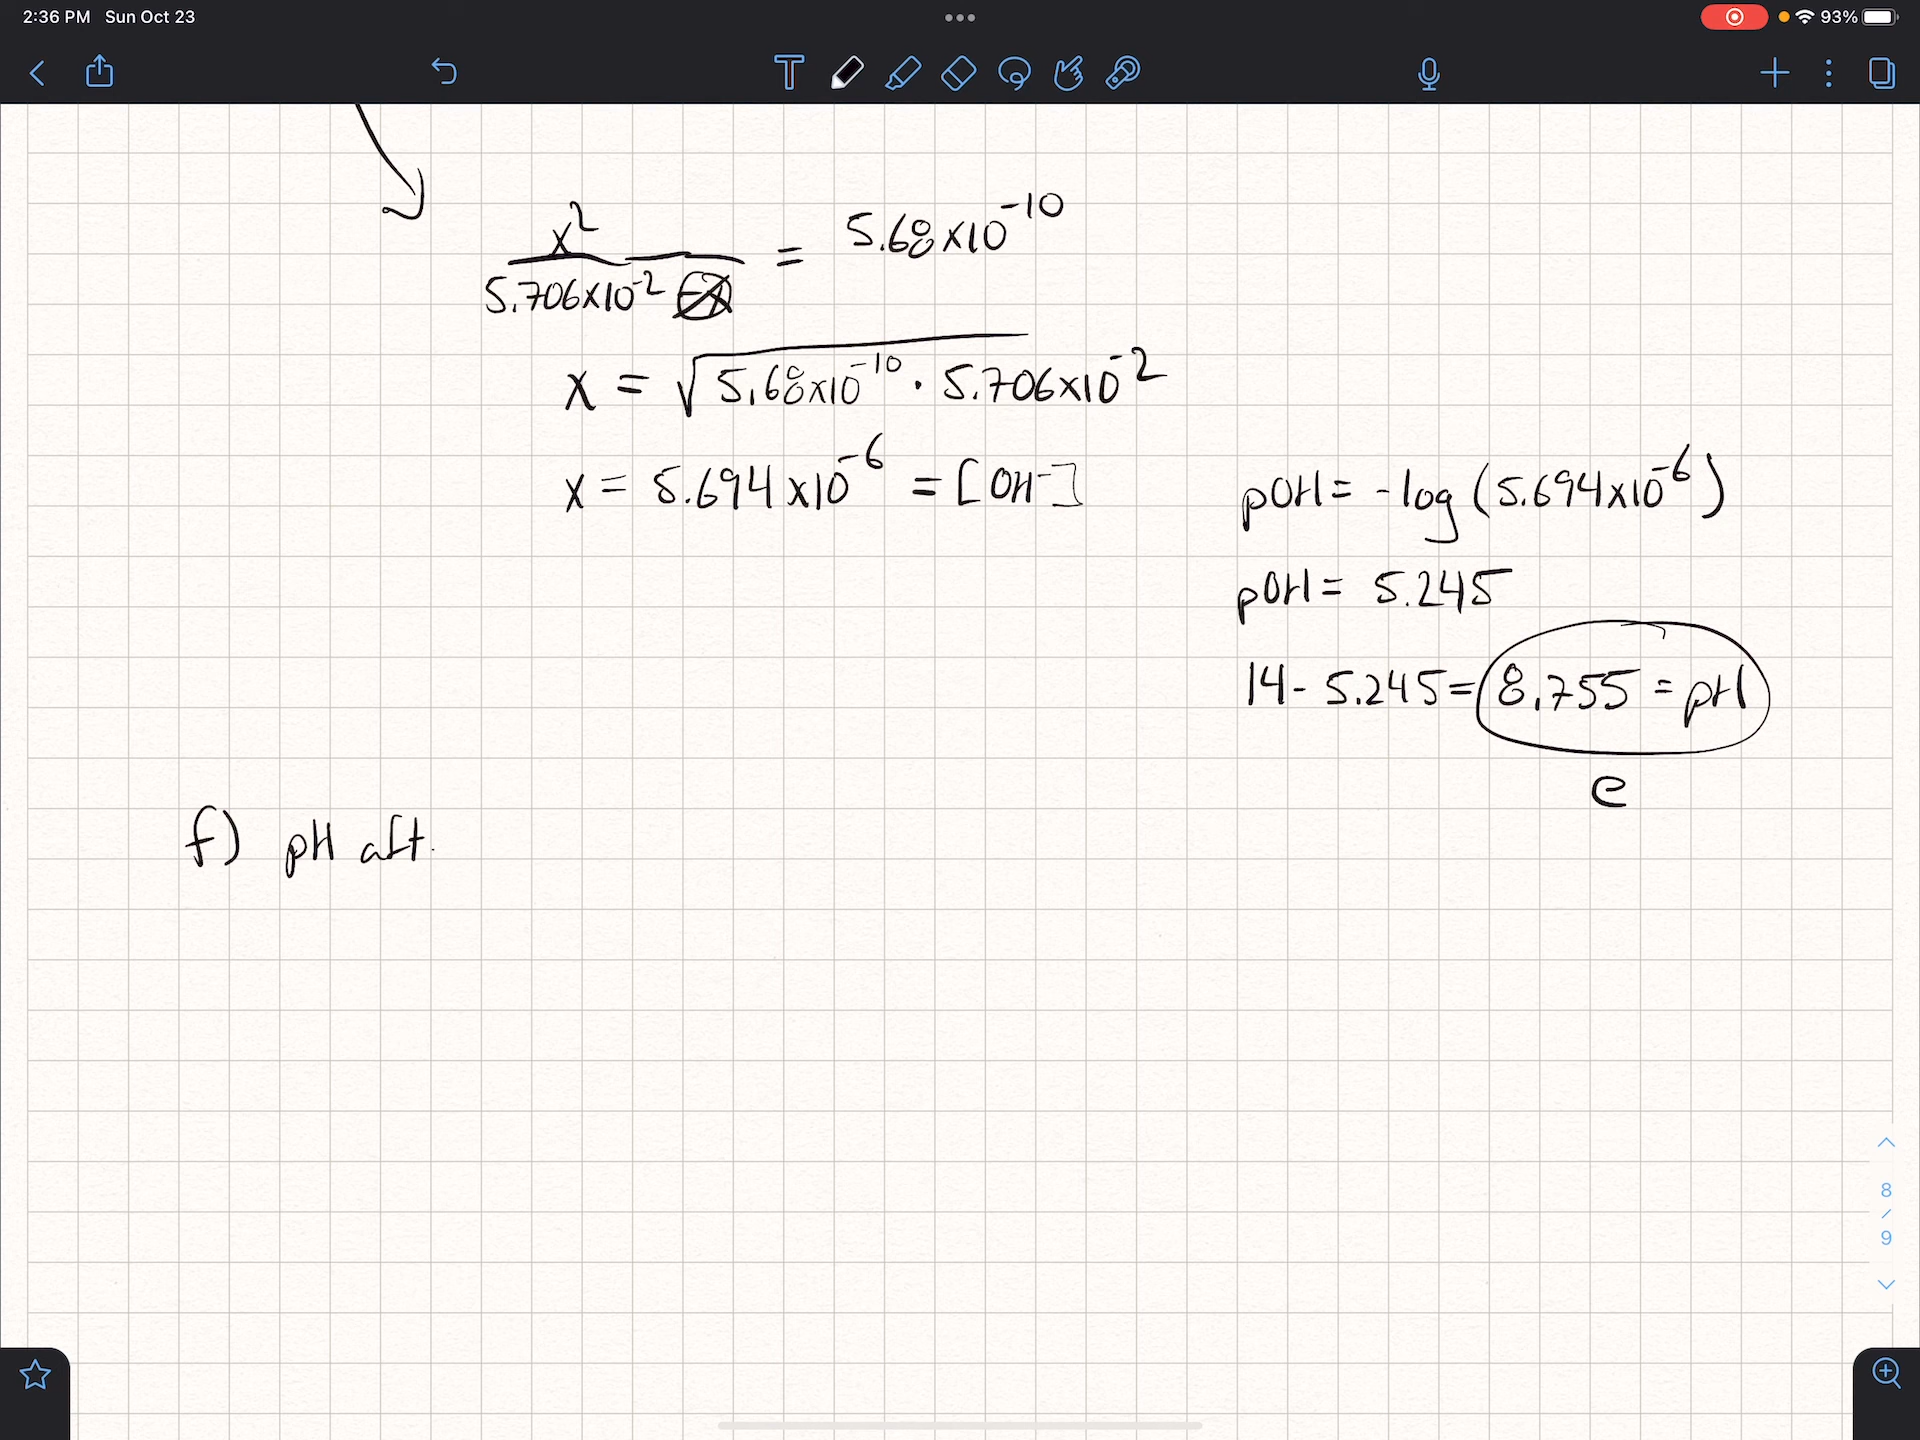 2:36 PM Sun Oct 23
93%
x² / 5.706x10⁻² = 5.68x10⁻¹⁰
x = √5.68x10⁻¹⁰ · 5.706x10⁻²
x = 5.694x10⁻⁶ = [OH⁻]
pOH = -log (5.694x10⁻⁶)
pOH = 5.245
14 - 5.245 = 8.755 = pH
e
f) pH aft.
8
/
9